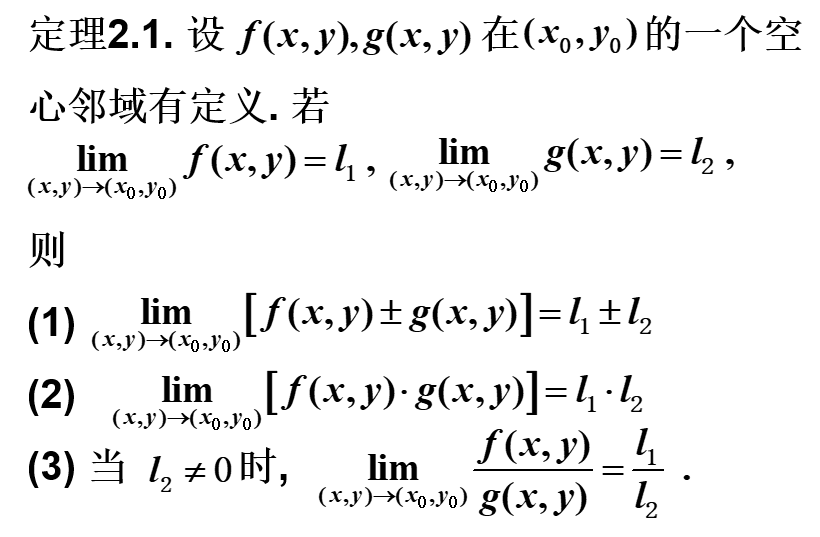 定理2.1. 设 f(x,y),g(x,y) 在(x₀,y₀)的一个空
心邻域有定义. 若
lim_{(x,y)→(x₀,y₀)} f(x,y)=l₁, lim_{(x,y)→(x₀,y₀)} g(x,y)=l₂,
则
(1) lim_{(x,y)→(x₀,y₀)} [f(x,y)±g(x,y)]=l₁±l₂
(2) lim_{(x,y)→(x₀,y₀)} [f(x,y)·g(x,y)]=l₁·l₂
(3) 当 l₂≠0时, lim_{(x,y)→(x₀,y₀)} f(x,y)/g(x,y)=l₁/l₂.